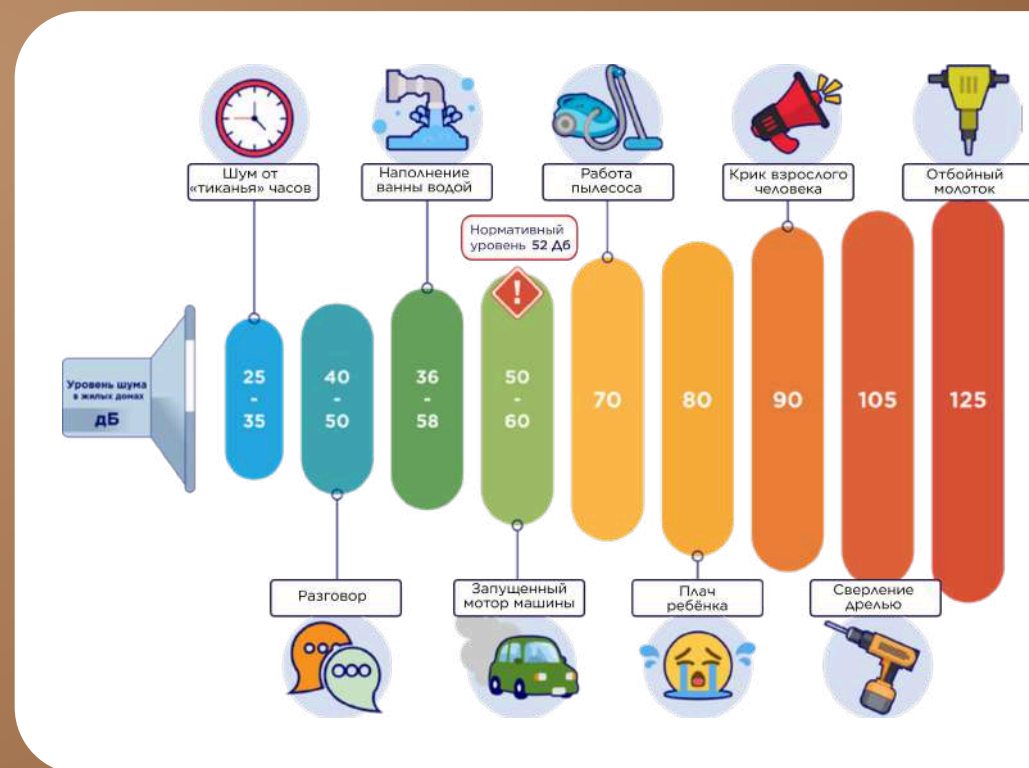 Шум от
«тиканья» часов
Наполнение
ванны водой
Работа
пылесоса
Крик взрослого
человека
Отбойный
молоток
Нормативный
уровень 52 Дб
Уровень шума
в жилых домах
дБ
25
-
35
40
-
50
36
-
58
50
-
60
70
80
90
105
125
Разговор
Запущенный
мотор машины
Плач
ребёнка
Сверление
дрелью